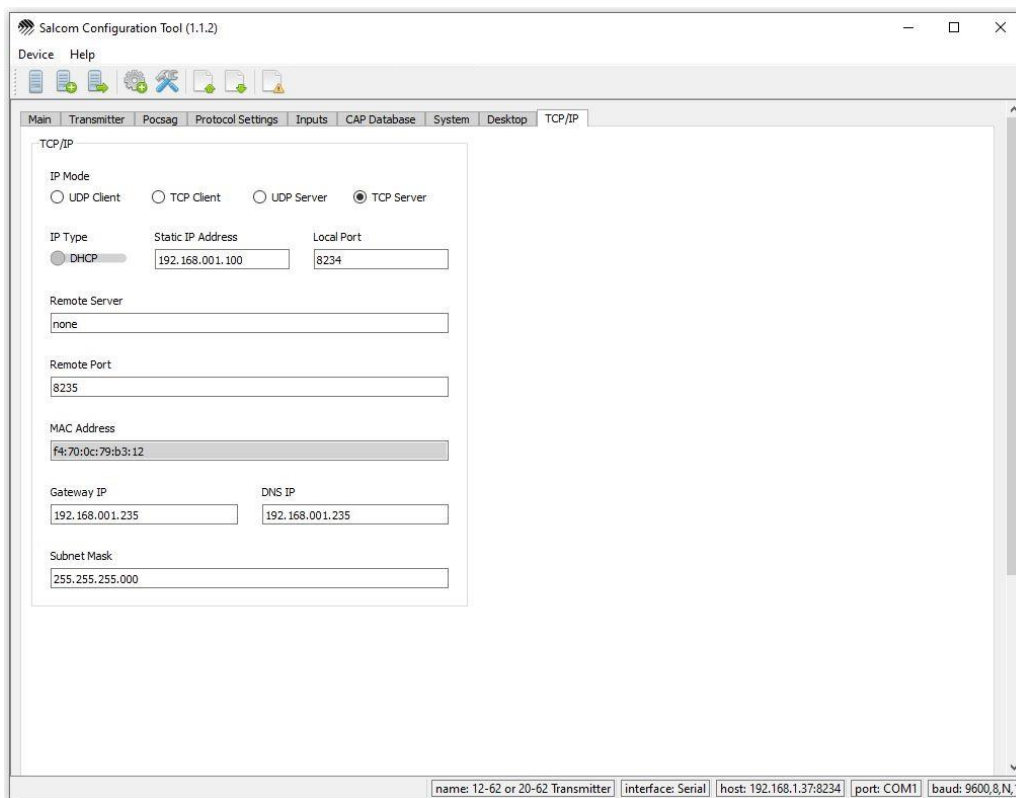 Salcom Configuration Tool (1.1.2)
Device Help
Main Transmitter Pocsag Protocol Settings Inputs CAP Database System Desktop TCP/IP
TCP/IP
IP Mode
UDP Client TCP Client UDP Server TCP Server
IP Type Static IP Address Local Port
DHCP 192.168.001.100 8234
Remote Server
none
Remote Port
8235
MAC Address
f4:70:0c:79:b3:12
Gateway IP DNS IP
192.168.001.235 192.168.001.235
Subnet Mask
255.255.255.000
name: 12-62 or 20-62 Transmitter interface: Serial host: 192.168.1.37:8234 port: COM1 baud: 9600,8,N,